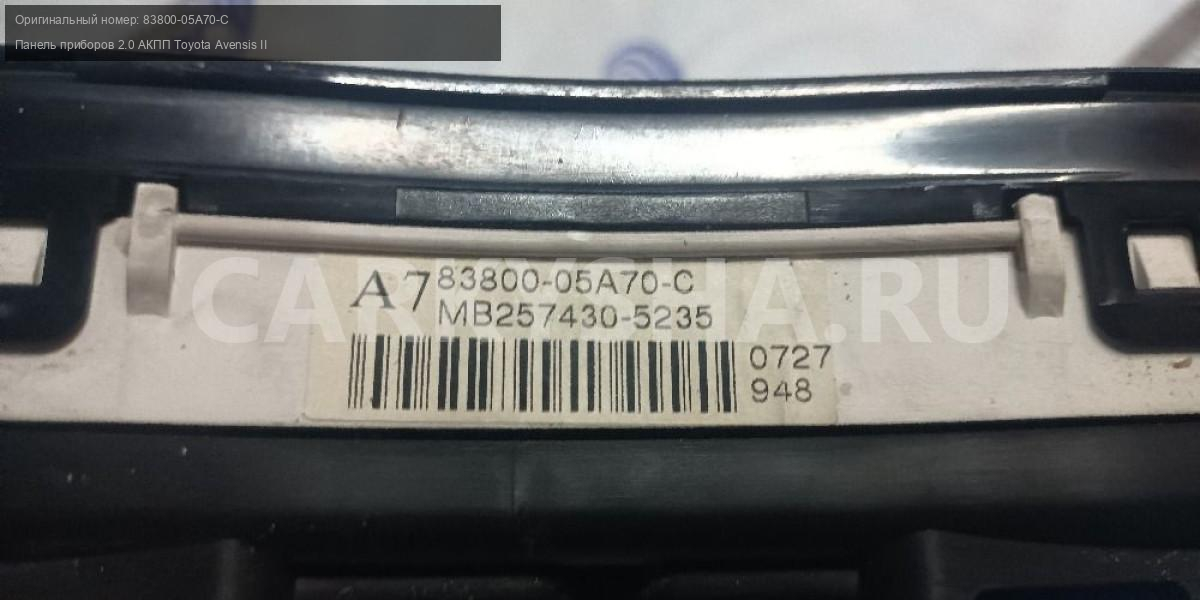 Оригинальный номер: 83800-05A70-C
Панель приборов 2.0 АКПП Toyota Avensis II
A7 83800-05A70-C
MB257430-5235
0727
948
CARUSHA.RU